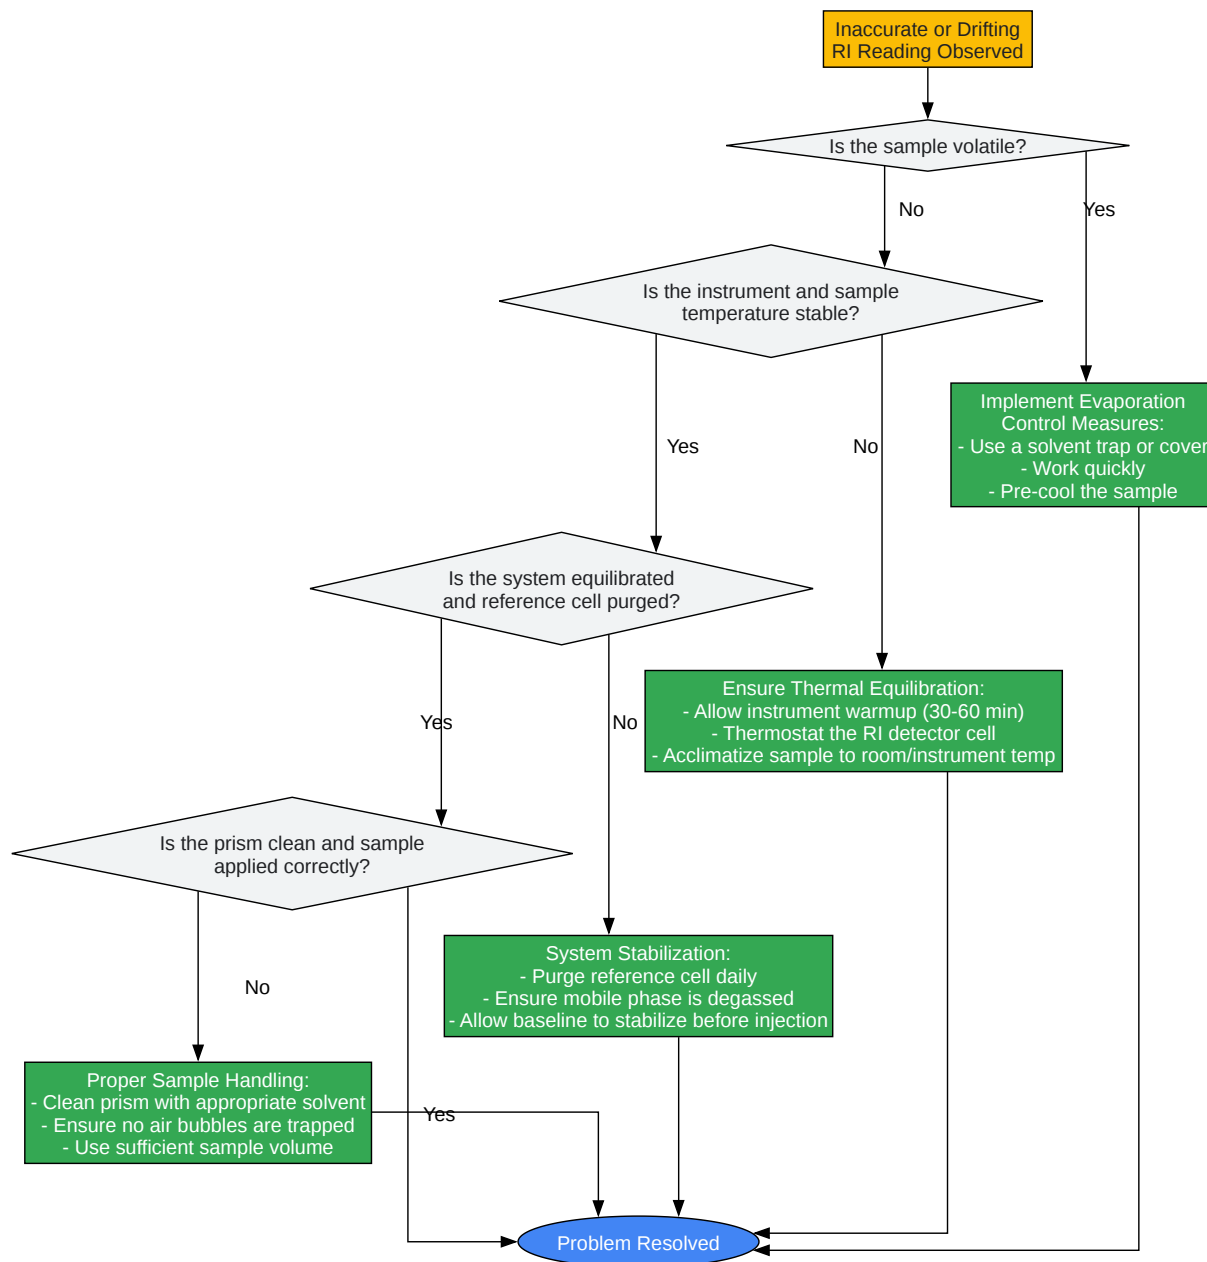 Inaccurate or Drifting
RI Reading Observed
Is the sample volatile?
No
Yes
Is the instrument and sample
temperature stable?
Implement Evaporation
Control Measures:
- Use a solvent trap or cover
- Work quickly
- Pre-cool the sample
Yes
No
Is the system equilibrated
and reference cell purged?
Ensure Thermal Equilibration:
- Allow instrument warmup (30-60 min)
- Thermostat the RI detector cell
- Acclimatize sample to room/instrument temp
Yes
No
Is the prism clean and sample
applied correctly?
System Stabilization:
- Purge reference cell daily
- Ensure mobile phase is degassed
- Allow baseline to stabilize before injection
No
Proper Sample Handling:
- Clean prism with appropriate solvent
- Ensure no air bubbles are trapped
- Use sufficient sample volume
Yes
Problem Resolved